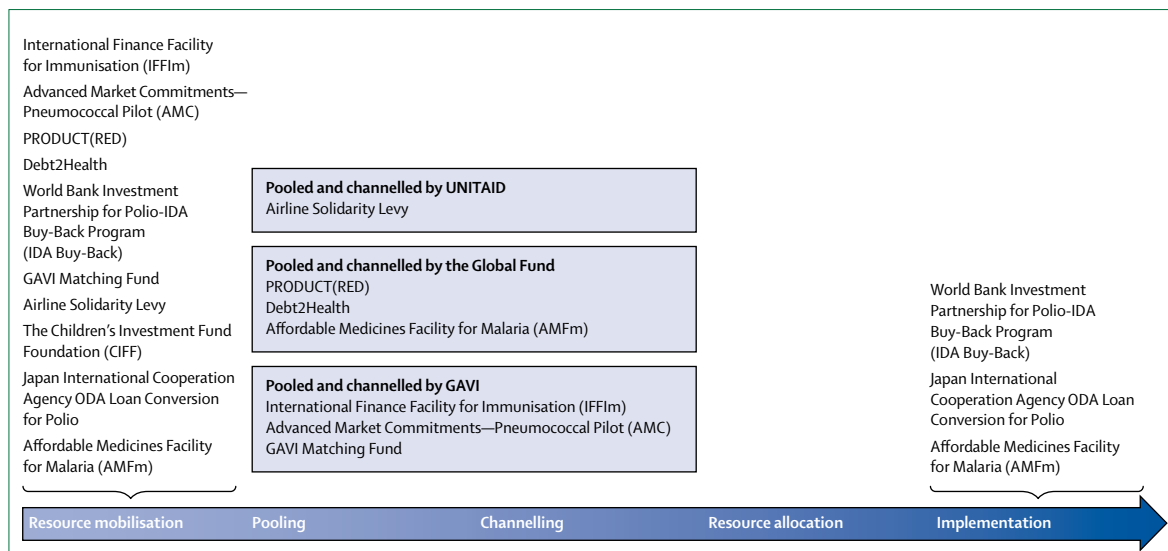 International Finance Facility
for Immunisation (IFFIm)
Advanced Market Commitments—
Pneumococcal Pilot (AMC)
PRODUCT(RED)
Debt2Health
World Bank Investment
Partnership for Polio-IDA
Buy-Back Program
(IDA Buy-Back)
GAVI Matching Fund
Airline Solidarity Levy
The Children's Investment Fund
Foundation (CIFF)
Japan International Cooperation
Agency ODA Loan Conversion
for Polio
Affordable Medicines Facility
for Malaria (AMFm)
Pooled and channelled by UNITAID
Airline Solidarity Levy
Pooled and channelled by the Global Fund
PRODUCT(RED)
Debt2Health
Affordable Medicines Facility for Malaria (AMFm)
Pooled and channelled by GAVI
International Finance Facility for Immunisation (IFFIm)
Advanced Market Commitments—Pneumococcal Pilot (AMC)
GAVI Matching Fund
World Bank Investment
Partnership for Polio-IDA
Buy-Back Program
(IDA Buy-Back)
Japan International
Cooperation Agency ODA Loan
Conversion for Polio
Affordable Medicines Facility
for Malaria (AMFm)
Resource mobilisation Pooling Channelling Resource allocation Implementation